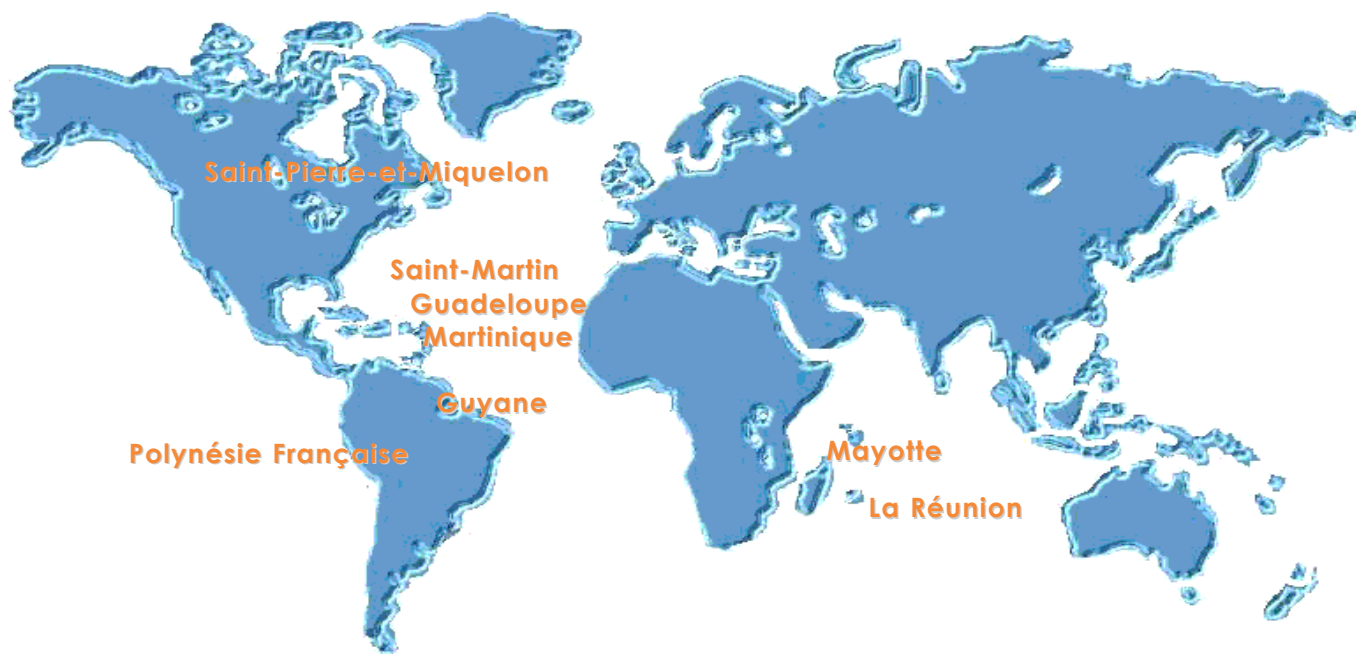 Saint-Pierre-et-Miquelon
Saint-Martin
Guadeloupe
Martinique
Guyane
Polynésie Française
Mayotte
La Réunion